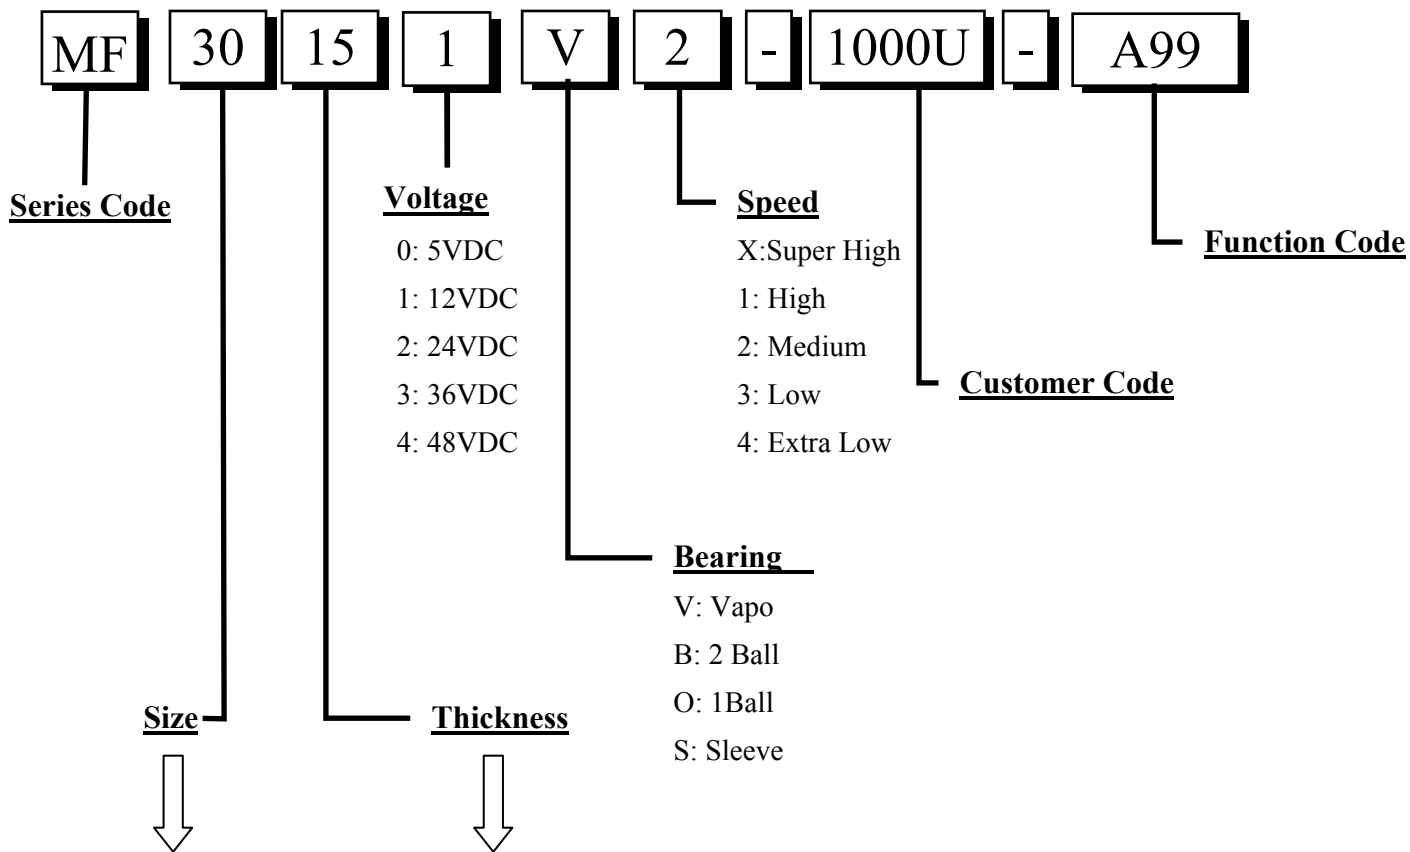 MF 30 15 1 V 2 - 1000U - A99
Series Code
Voltage
0: 5VDC
1: 12VDC
2: 24VDC
3: 36VDC
4: 48VDC
Speed
X:Super High
1: High
2: Medium
3: Low
4: Extra Low
Function Code
Customer Code
Bearing
V: Vapo
B: 2 Ball
O: 1Ball
S: Sleeve
Size
Thickness